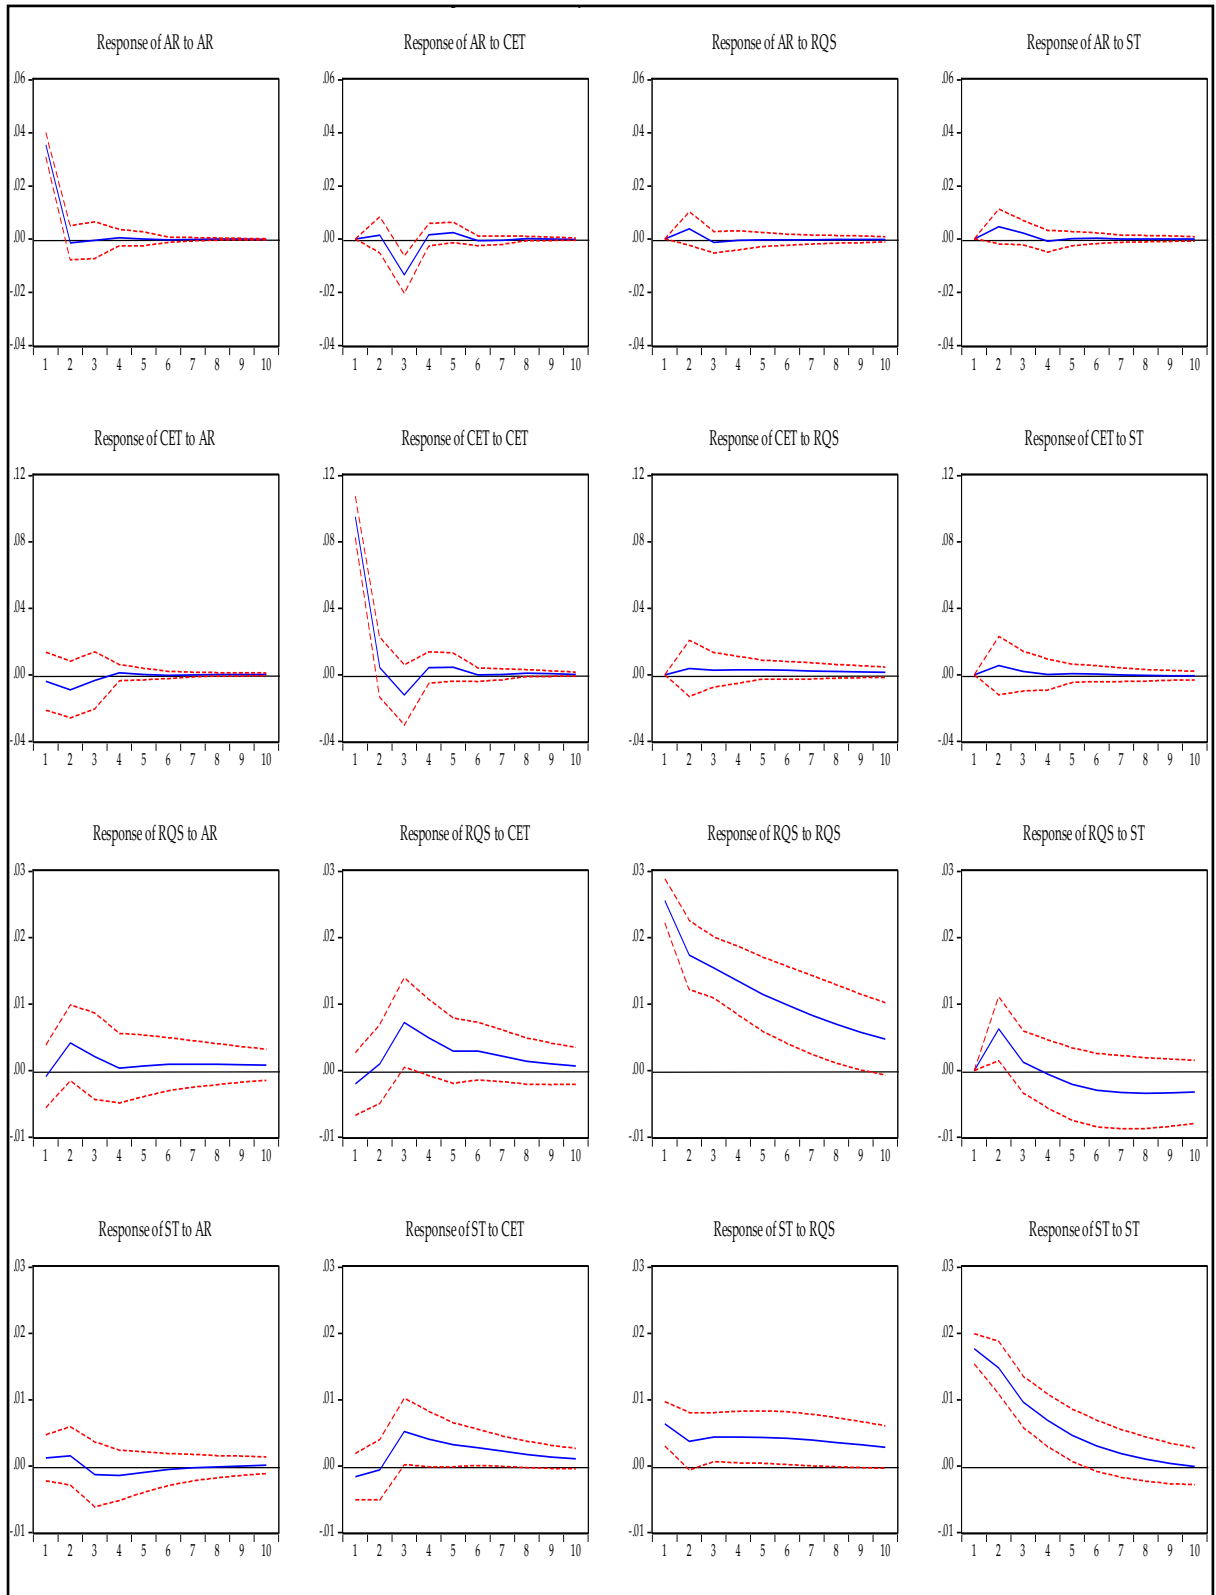 Response of AR to AR
Response of AR to CET
Response of AR to RQS
Response of AR to ST
.06 .06 .06 .06
.04 .04 .04 .04
.02 .02 .02 .02
.00 .00 .00 .00
-.02 -.02 -.02 -.02
-.04 -.04 -.04 -.04
1 2 3 4 5 6 7 8 9 10
1 2 3 4 5 6 7 8 9 10
1 2 3 4 5 6 7 8 9 10
1 2 3 4 5 6 7 8 9 10
Response of CET to AR
Response of CET to CET
Response of CET to RQS
Response of CET to ST
.12 .12 .12 .12
.08 .08 .08 .08
.04 .04 .04 .04
.00 .00 .00 .00
-.04 -.04 -.04 -.04
1 2 3 4 5 6 7 8 9 10
1 2 3 4 5 6 7 8 9 10
1 2 3 4 5 6 7 8 9 10
1 2 3 4 5 6 7 8 9 10
Response of RQS to AR
Response of RQS to CET
Response of RQS to RQS
Response of RQS to ST
.03 .03 .03 .03
.02 .02 .02 .02
.01 .01 .01 .01
.00 .00 .00 .00
-.01 -.01 -.01 -.01
1 2 3 4 5 6 7 8 9 10
1 2 3 4 5 6 7 8 9 10
1 2 3 4 5 6 7 8 9 10
1 2 3 4 5 6 7 8 9 10
Response of ST to AR
Response of ST to CET
Response of ST to RQS
Response of ST to ST
.03 .03 .03 .03
.02 .02 .02 .02
.01 .01 .01 .01
.00 .00 .00 .00
-.01 -.01 -.01 -.01
1 2 3 4 5 6 7 8 9 10
1 2 3 4 5 6 7 8 9 10
1 2 3 4 5 6 7 8 9 10
1 2 3 4 5 6 7 8 9 10